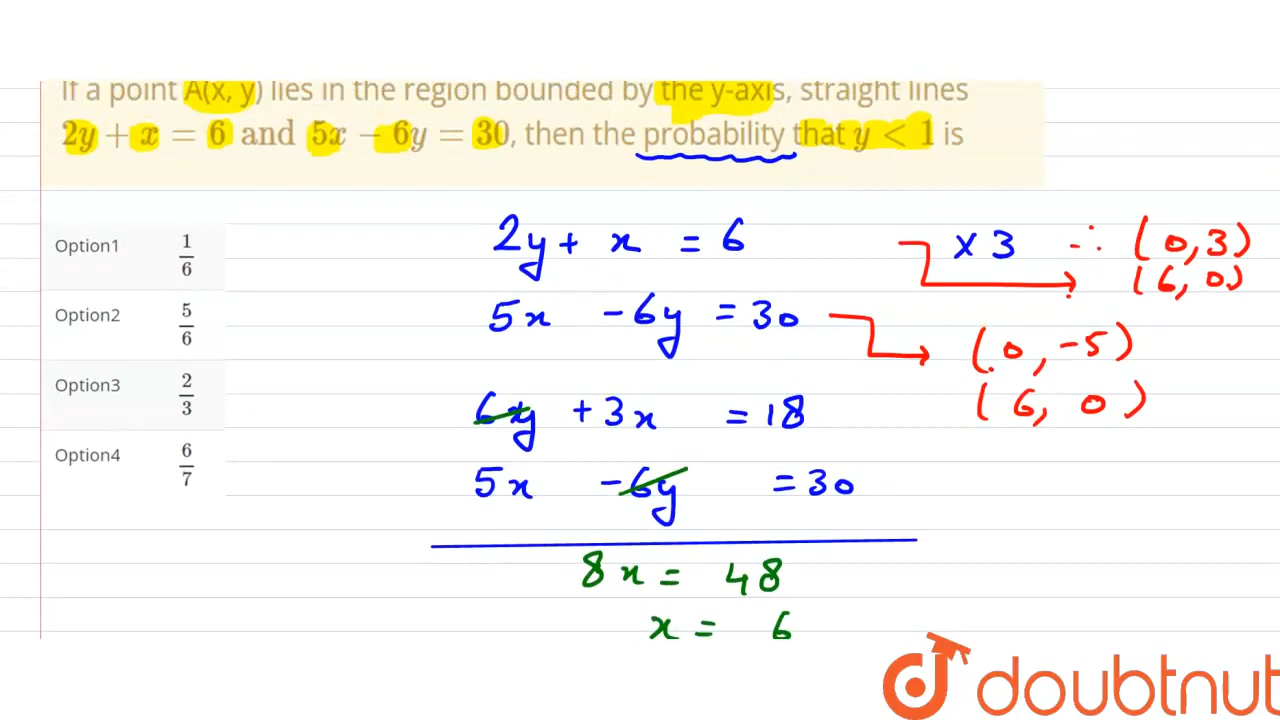 If a point A(x, y) lies in the region bounded by the y-axis, straight lines
2y + x = 6 and 5x − 6y = 30, then the probability that y < 1 is
Option1 1/6
Option2 5/6
Option3 2/3
Option4 6/7
2y + x = 6 × 3 ∴ (0,3)
(6,0)
5x - 6y = 30 (0, -5)
(6, 0)
6xy + 3x = 18
5x - 6y = 30
8x = 48
x = 6
doubtnut